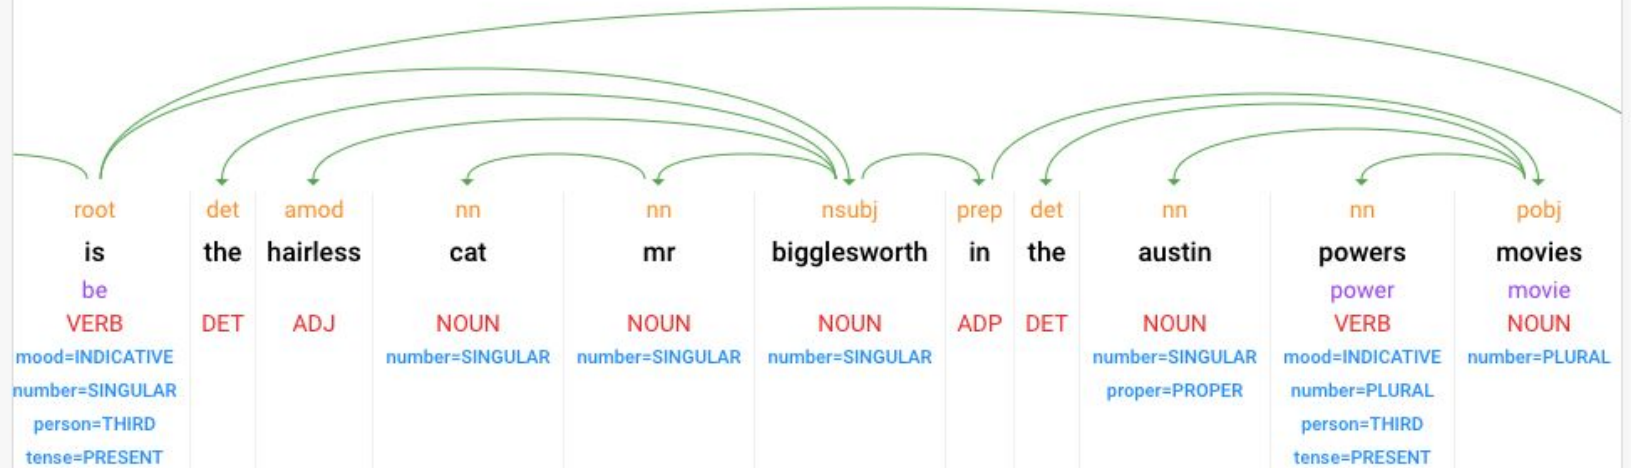 root det amod nn nn nsubj prep det nn nn pobj
is the hairless cat mr bigglesworth in the austin powers movies
be power movie
VERB DET ADJ NOUN NOUN NOUN ADP DET NOUN VERB NOUN
mood=INDICATIVE number=SINGULAR number=SINGULAR number=SINGULAR number=SINGULAR mood=INDICATIVE number=PLURAL
number=SINGULAR proper=PROPER number=PLURAL
person=THIRD person=THIRD
tense=PRESENT tense=PRESENT